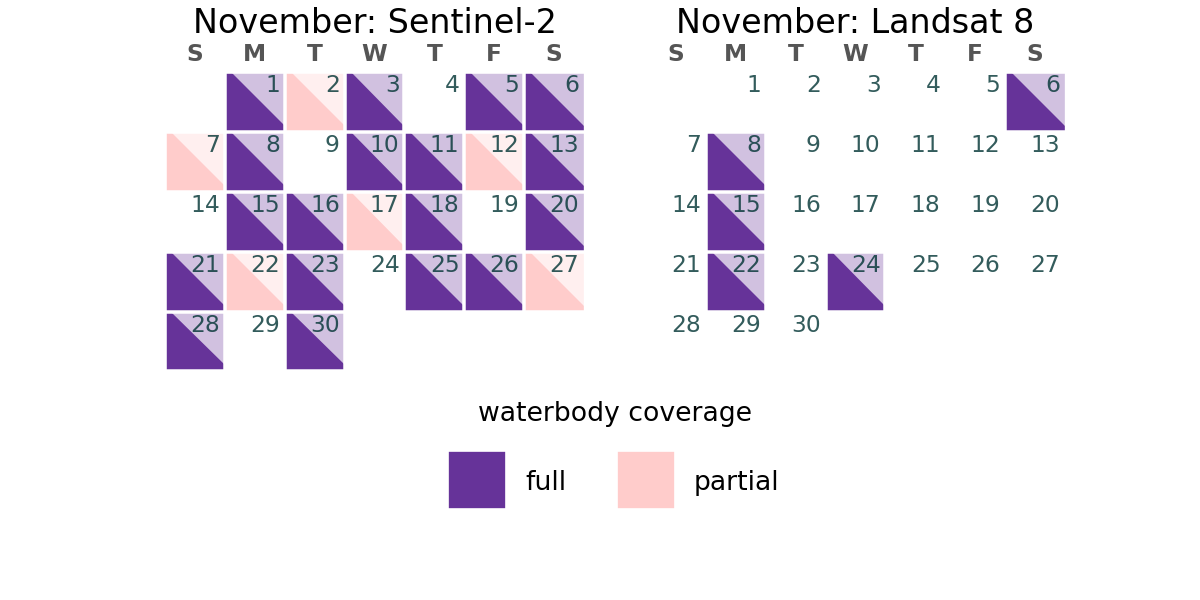 November: Sentinel-2
S M T W T F S
1 2 3 4 5 6
7 8 9 10 11 12 13
14 15 16 17 18 19 20
21 22 23 24 25 26 27
28 29 30
November: Landsat 8
S M T W T F S
1 2 3 4 5 6
7 8 9 10 11 12 13
14 15 16 17 18 19 20
21 22 23 24 25 26 27
28 29 30
waterbody coverage
full
partial